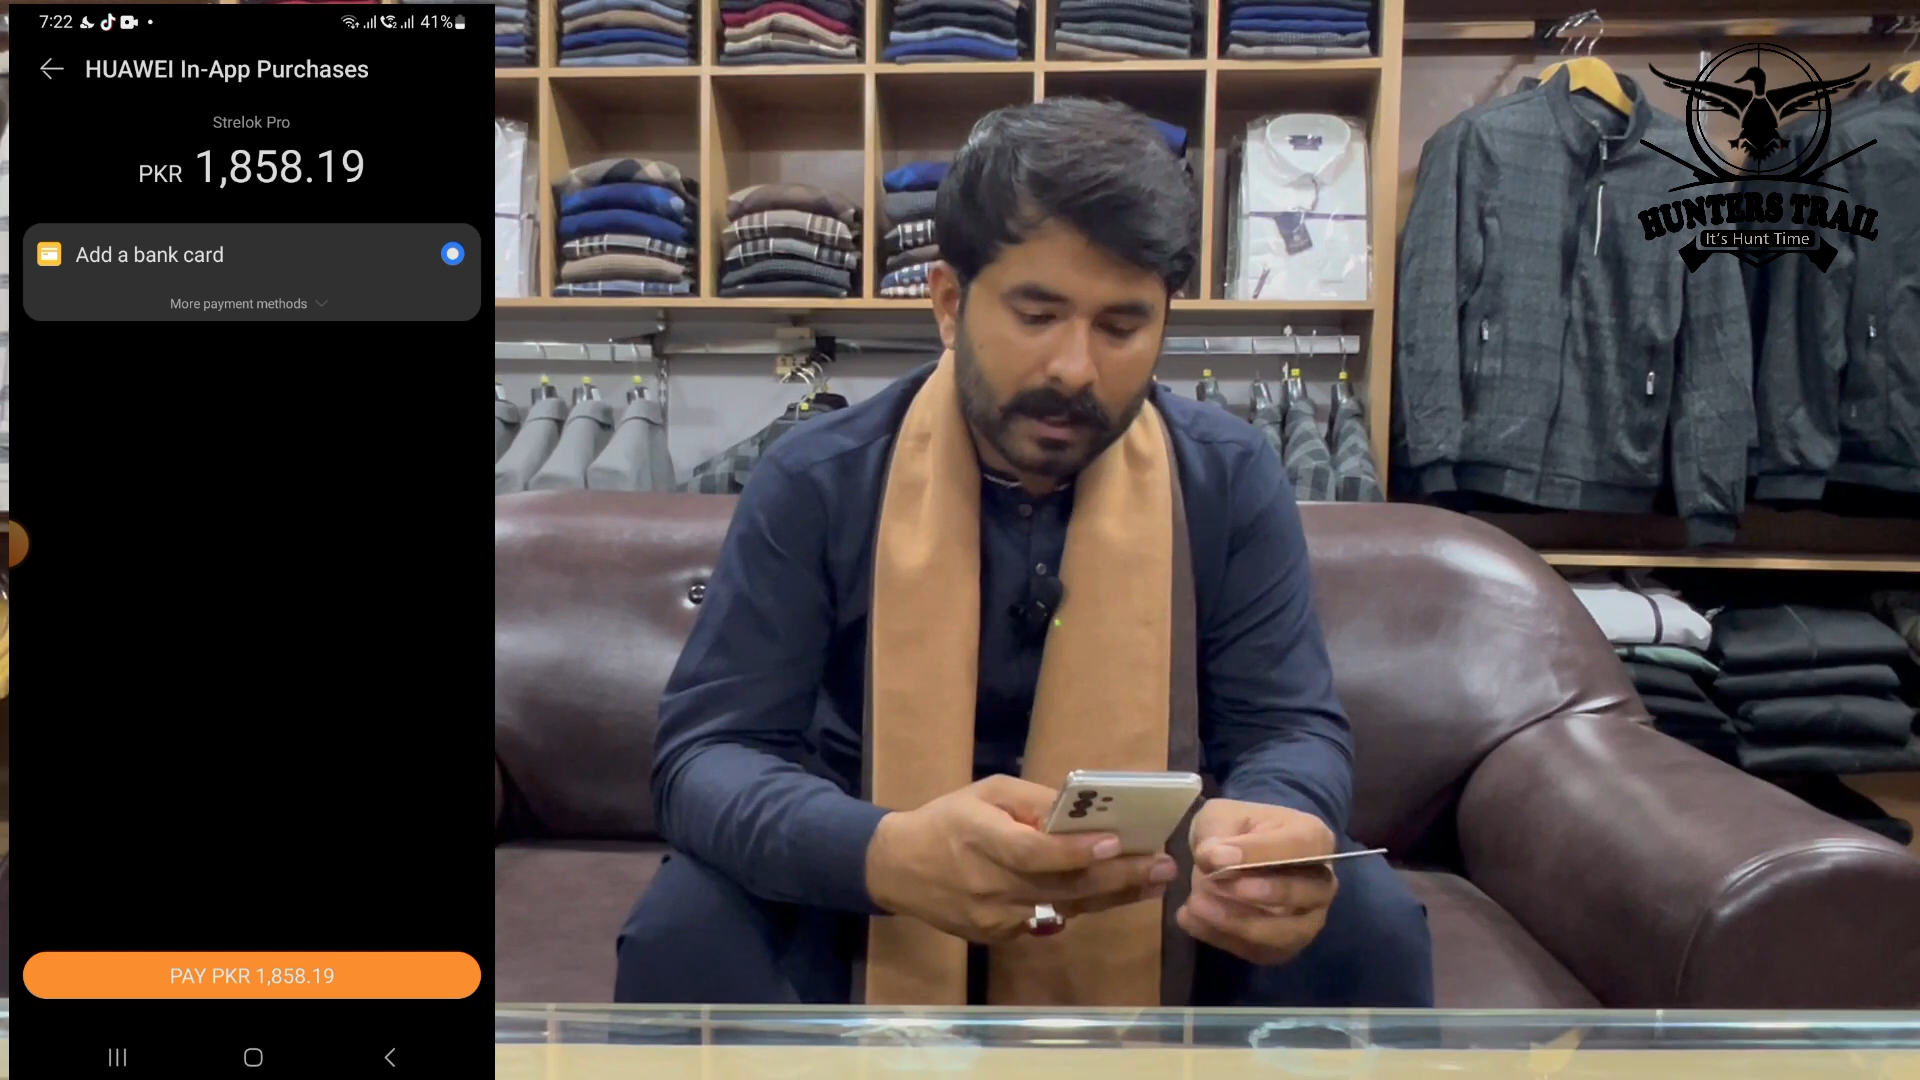 7:22
41%
HUAWEI In-App Purchases
Strelok Pro
PKR 1,858.19
Add a bank card
More payment methods
PAY PKR 1,858.19
HUNTERS TRAIL
It's Hunt Time